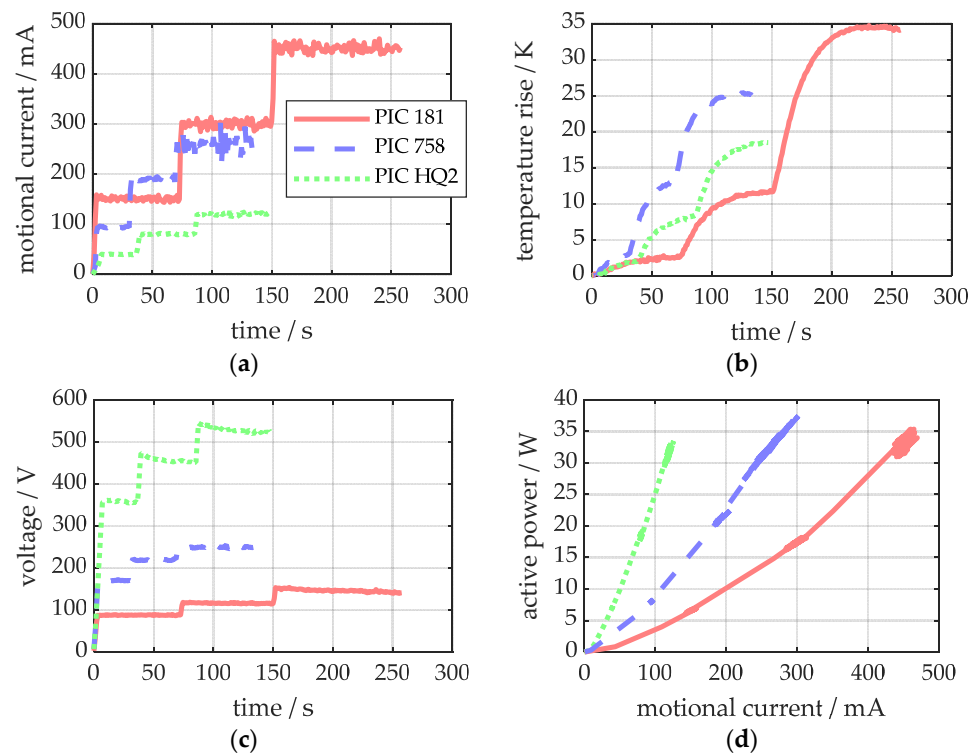 500
400
300
200
100
0
motional current / mA
PIC 181
PIC 758
PIC HQ2
0 50 100 150 200 250 300
time / s
(a)
35
30
25
20
15
10
5
0
temperature rise / K
0 50 100 150 200 250 300
time / s
(b)
600
500
400
300
200
100
0
voltage / V
0 50 100 150 200 250 300
time / s
(c)
40
35
30
25
20
15
10
5
0
active power / W
0 100 200 300 400 500
motional current / mA
(d)